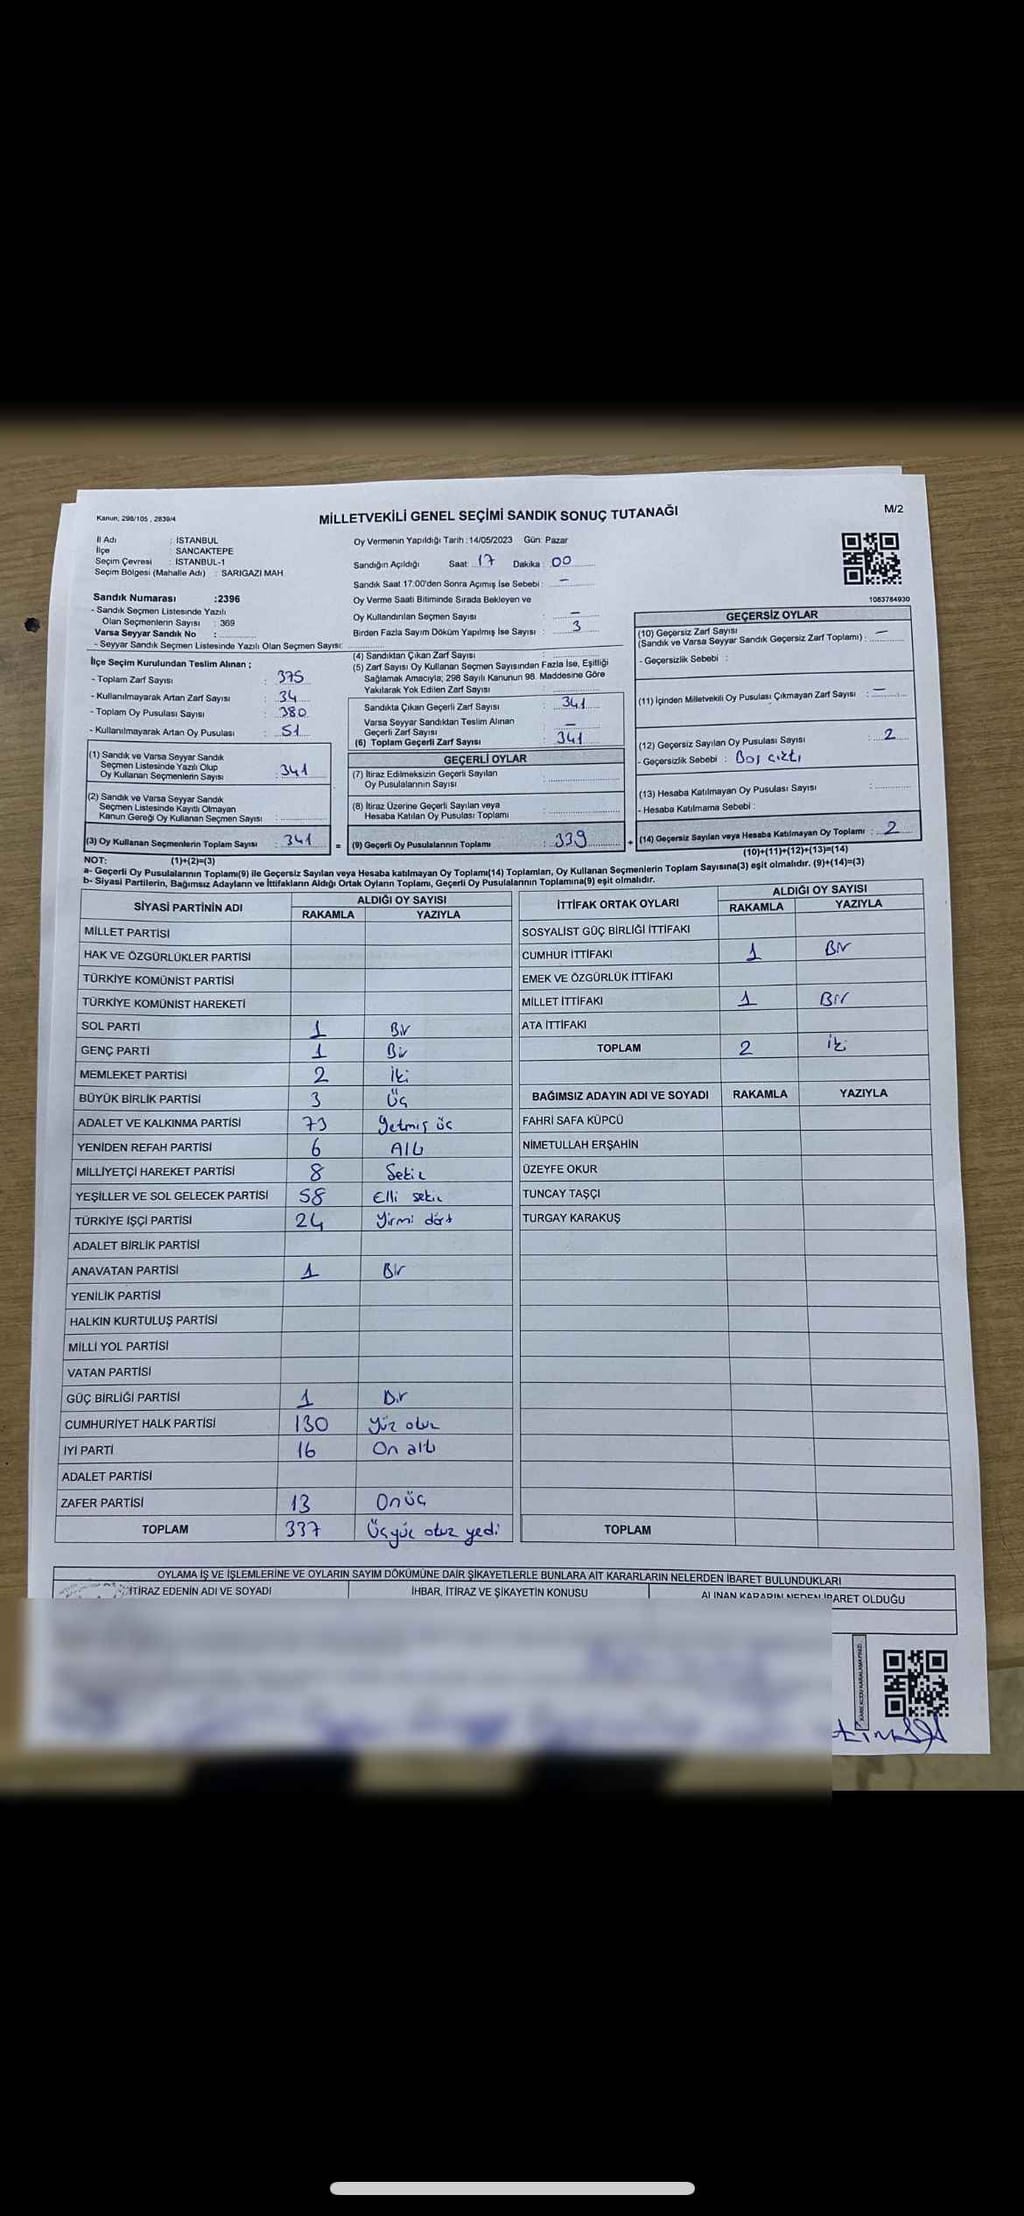 Kanun, 298/105 , 2839/4
MİLLETVEKİLİ GENEL SEÇİMİ SANDIK SONUÇ TUTANAĞI
M/2
İl Adı : İSTANBUL
İlçe : SANCAKTEPE
Seçim Çevresi : İSTANBUL-1
Seçim Bölgesi (Mahalle Adı) : SARIGAZI MAH
Sandık Numarası :2396
- Sandık Seçmen Listesinde Yazılı
Olan Seçmenlerin Sayısı : 369
Varsa Seyyar Sandık No :
- Seyyar Sandık Seçmen Listesinde Yazılı Olan Seçmen Sayısı:
İlçe Seçim Kurulundan Teslim Alınan ;
- Toplam Zarf Sayısı : 375
- Kullanılmayarak Artan Zarf Sayısı : 34
- Toplam Oy Pusulası Sayısı : 380
- Kullanılmayarak Artan Oy Pusulası : 51
(1) Sandık ve Varsa Seyyar Sandık
Seçmen Listesinde Yazılı Olup
Oy Kullanan Seçmenlerin Sayısı : 341
(2) Sandık ve Varsa Seyyar Sandık
Seçmen Listesinde Kayıtlı Olmayan
Kanun Gereği Oy Kullanan Seçmen Sayısı :
(3) Oy Kullanan Seçmenlerin Toplam Sayısı : 341
Oy Vermenin Yapıldığı Tarih :14/05/2023 Gün: Pazar
Sandığın Açıldığı Saat 17 Dakika 00
Sandık Saat 17:00'den Sonra Açımış İse Sebebi : -
Oy Verme Saati Bitiminde Sırada Bekleyen ve
Oy Kullandırılan Seçmen Sayısı : -
Birden Fazla Sayım Döküm Yapılmış İse Sayısı : 3
(4) Sandıktan Çıkan Zarf Sayısı :
(5) Zarf Sayısı Oy Kullanan Seçmen Sayısından Fazla İse, Eşitliği
Sağlamak Amacıyla; 298 Sayılı Kanunun 98. Maddesine Göre
Yakılarak Yok Edilen Zarf Sayısı :
Sandıkta Çıkan Geçerli Zarf Sayısı : 341
Varsa Seyyar Sandıktan Teslim Alınan
Geçerli Zarf Sayısı : -
(6) Toplam Geçerli Zarf Sayısı : 341
GEÇERLİ OYLAR
(7) İtiraz Edilmeksizin Geçerli Sayılan
Oy Pusulalarının Sayısı :
(8) İtiraz Üzerine Geçerli Sayılan veya
Hesaba Katılan Oy Pusulası Toplamı :
= (9) Geçerli Oy Pusulalarının Toplamı : 339 +
1083784930
GEÇERSİZ OYLAR
(10) Geçersiz Zarf Sayısı
(Sandık ve Varsa Seyyar Sandık Geçersiz Zarf Toplamı) : -
- Geçersizlik Sebebi :
(11) İçinden Milletvekili Oy Pusulası Çıkmayan Zarf Sayısı : -
(12) Geçersiz Sayılan Oy Pusulası Sayısı : 2
- Geçersizlik Sebebi : Boş çıktı
(13) Hesaba Katılmayan Oy Pusulası Sayısı :
- Hesaba Katılmama Sebebi :
(14) Geçersiz Sayılan veya Hesaba Katılmayan Oy Toplamı : 2
NOT: (1)+(2)=(3) (10)+(11)+(12)+(13)=(14)
a- Geçerli Oy Pusulalarının Toplamı(9) ile Geçersiz Sayılan veya Hesaba katılmayan Oy Toplamı(14) Toplamları, Oy Kullanan Seçmenlerin Toplam Sayısına(3) eşit olmalıdır. (9)+(14)=(3)
b- Siyasi Partilerin, Bağımsız Adayların ve İttifakların Aldığı Ortak Oyların Toplamı, Geçerli Oy Pusulalarının Toplamına(9) eşit olmalıdır.
SİYASİ PARTİNİN ADI ALDIĞI OY SAYISI
RAKAMLA YAZIYLA
MİLLET PARTİSİ
HAK VE ÖZGÜRLÜKLER PARTİSİ
TÜRKİYE KOMÜNİST PARTİSİ
TÜRKİYE KOMÜNİST HAREKETİ
SOL PARTİ 1 Bir
GENÇ PARTİ 1 Bir
MEMLEKET PARTİSİ 2 İki
BÜYÜK BİRLİK PARTİSİ 3 Üç
ADALET VE KALKINMA PARTİSİ 73 Yetmiş üç
YENİDEN REFAH PARTİSİ 6 Altı
MİLLİYETÇİ HAREKET PARTİSİ 8 Sekiz
YEŞİLLER VE SOL GELECEK PARTİSİ 58 Elli sekiz
TÜRKİYE İŞÇİ PARTİSİ 24 Yirmi dört
ADALET BİRLİK PARTİSİ
ANAVATAN PARTİSİ 1 Bir
YENİLİK PARTİSİ
HALKIN KURTULUŞ PARTİSİ
MİLLİ YOL PARTİSİ
VATAN PARTİSİ
GÜÇ BİRLİĞİ PARTİSİ 1 Bir
CUMHURİYET HALK PARTİSİ 130 Yüz otuz
İYİ PARTİ 16 On altı
ADALET PARTİSİ
ZAFER PARTİSİ 13 Onüç
TOPLAM 337 Üçyüz otuz yedi
İTTİFAK ORTAK OYLARI ALDIĞI OY SAYISI
RAKAMLA YAZIYLA
SOSYALİST GÜÇ BİRLİĞİ İTTİFAKI
CUMHUR İTTİFAKI 1 Bir
EMEK VE ÖZGÜRLÜK İTTİFAKI
MİLLET İTTİFAKI 1 Bir
ATA İTTİFAKI
TOPLAM 2 iki
BAĞIMSIZ ADAYIN ADI VE SOYADI RAKAMLA YAZIYLA
FAHRİ SAFA KÜPCÜ
NİMETULLAH ERŞAHİN
ÜZEYFE OKUR
TUNCAY TAŞÇI
TURGAY KARAKUŞ
TOPLAM
OYLAMA İŞ VE İŞLEMLERİNE VE OYLARIN SAYIM DÖKÜMÜNE DAİR ŞİKAYETLERLE BUNLARA AİT KARARLARIN NELERDEN İBARET BULUNDUKLARI
İTİRAZ EDENİN ADI VE SOYADI İHBAR, İTİRAZ VE ŞİKAYETİN KONUSU ALINAN KARARIN NEDEN İBARET OLDUĞU